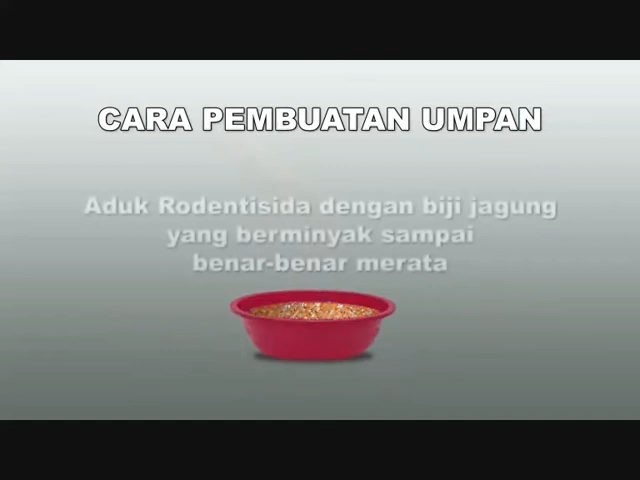 CARA PEMBUATAN UMPAN
Aduk Rodentisida dengan biji jagung
yang berminyak sampai
benar-benar merata